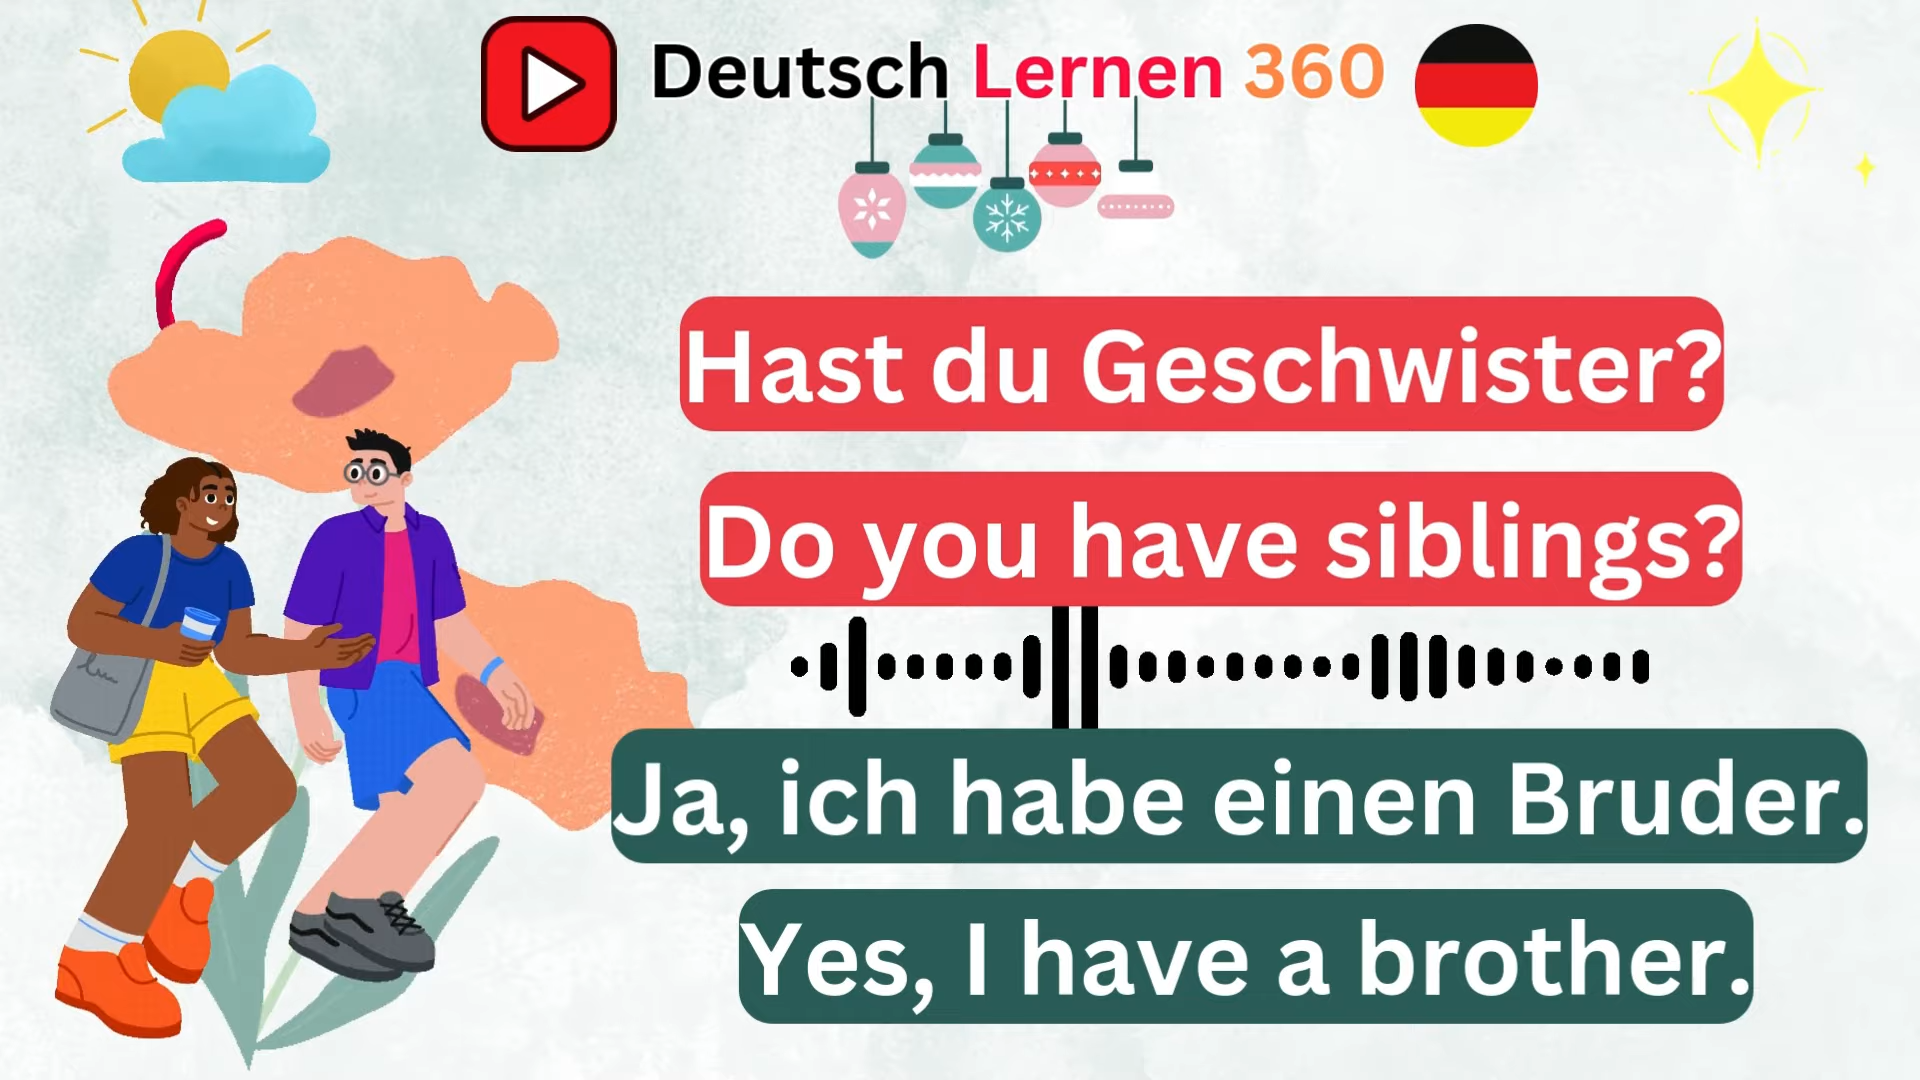 Deutsch Lernen 360
Hast du Geschwister?
Do you have siblings?
Ja, ich habe einen Bruder.
Yes, I have a brother.